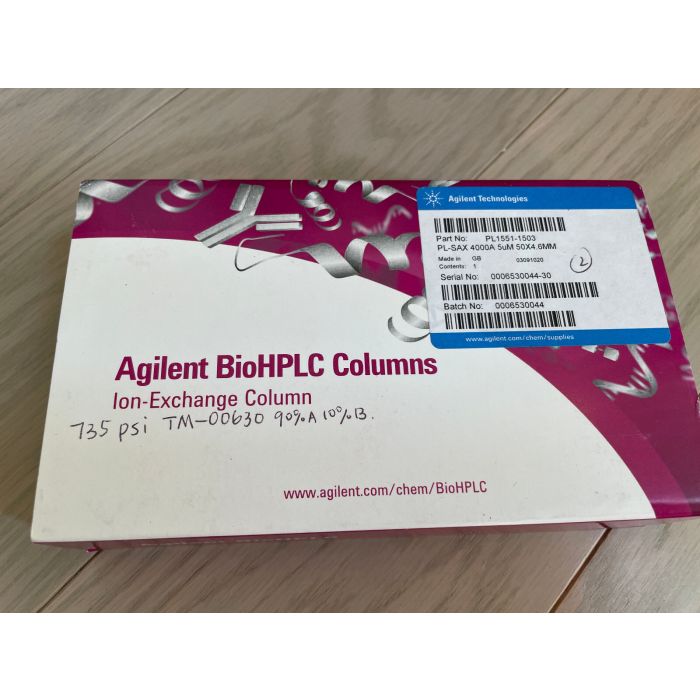 Agilent Technologies
Part No: PL1551-1503
PL-SAX 4000A 5uM 50X4.6MM
Made in GB 03091020
Contents: 1
2
Serial No: 0006530044-30
Batch No: 0006530044
www.agilent.com/chem/supplies
Agilent BioHPLC Columns
Ion-Exchange Column
735 psi TM-00630 90%A 10%B.
www.agilent.com/chem/BioHPLC